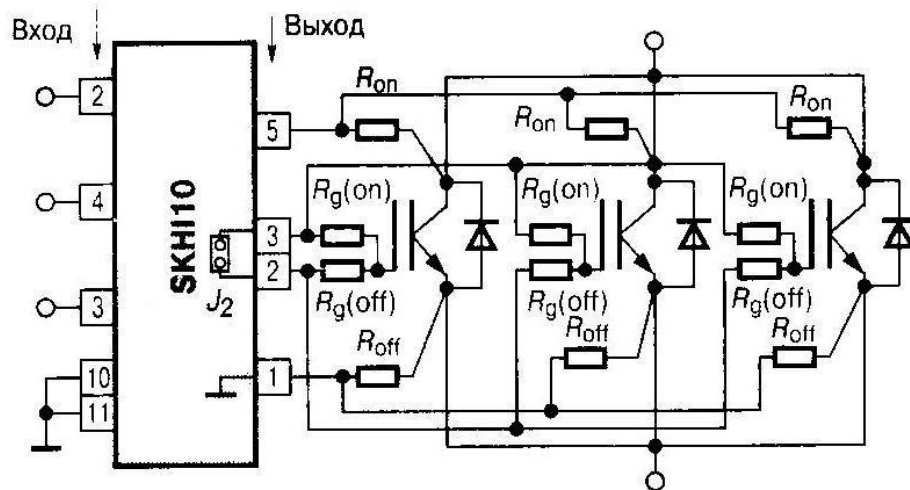 Вход
Выход
2
4
3
10
11
SKHI10
J2
5
3
2
1
Ron
Rg(on)
Rg(off)
Roff
Ron
Rg(on)
Rg(off)
Roff
Ron
Rg(on)
Rg(off)
Roff